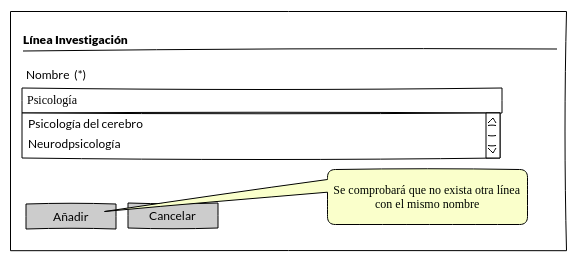 Línea Investigación
Nombre (*)
Psicología
Psicología del cerebro
Neurodpsicología
Se comprobará que no exista otra línea
con el mismo nombre
Añadir
Cancelar